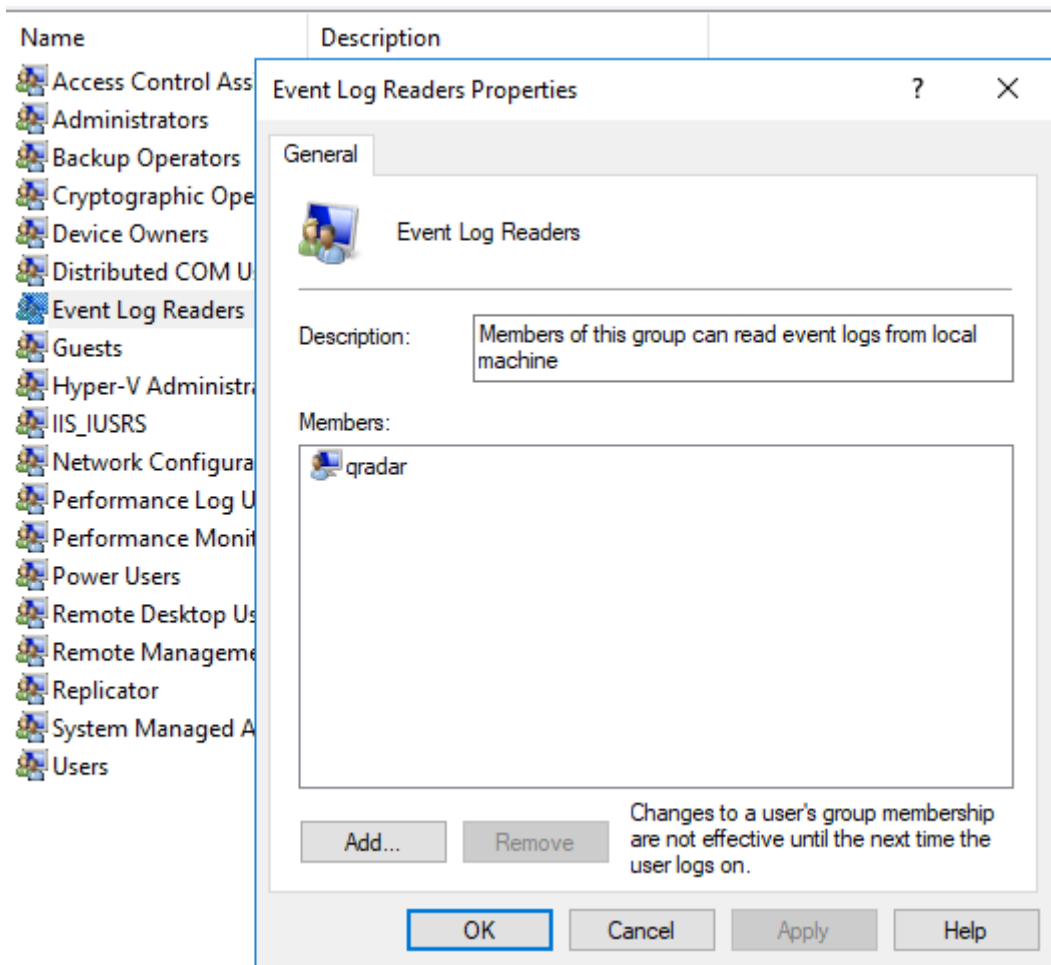 Name Description
Access Control Ass
Administrators
Backup Operators
Cryptographic Ope
Device Owners
Distributed COM U
Event Log Readers
Guests
Hyper-V Administra
IIS_IUSRS
Network Configura
Performance Log U
Performance Monit
Power Users
Remote Desktop Us
Remote Manageme
Replicator
System Managed A
Users
Event Log Readers Properties ? X
General
Event Log Readers
Description: Members of this group can read event logs from local
machine
Members:
qradar
Add... Remove
Changes to a user's group membership
are not effective until the next time the
user logs on.
OK Cancel Apply Help